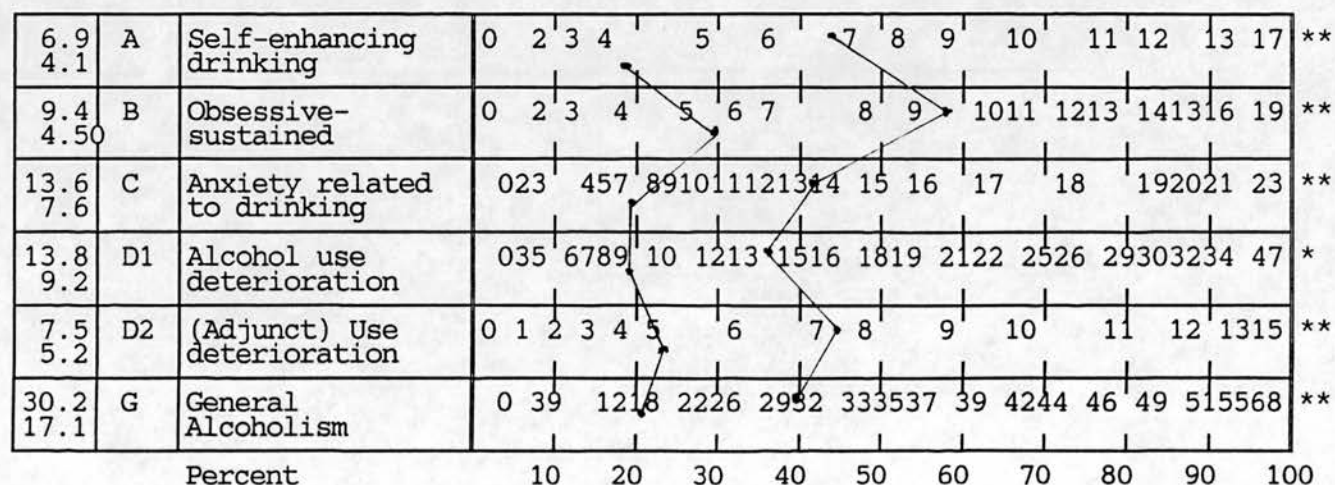 6.9 A Self-enhancing 0 2 3 4 5 6 7 8 9 10 11 12 13 17 **
4.1 drinking
9.4 B Obsessive- 0 2 3 4 5 6 7 8 9 1011 1213 141316 19 **
4.50 sustained
13.6 C Anxiety related 023 457 891011121314 15 16 17 18 192021 23 **
7.6 to drinking
13.8 D1 Alcohol use 035 6789 10 1213 1516 1819 2122 2526 29303234 47 *
9.2 deterioration
7.5 D2 (Adjunct) Use 0 1 2 3 4 5 6 7 8 9 10 11 12 1315 **
5.2 deterioration
30.2 G General 0 39 1218 2226 2932 333537 39 4244 46 49 515568 **
17.1 Alcoholism
Percent 10 20 30 40 50 60 70 80 90 100